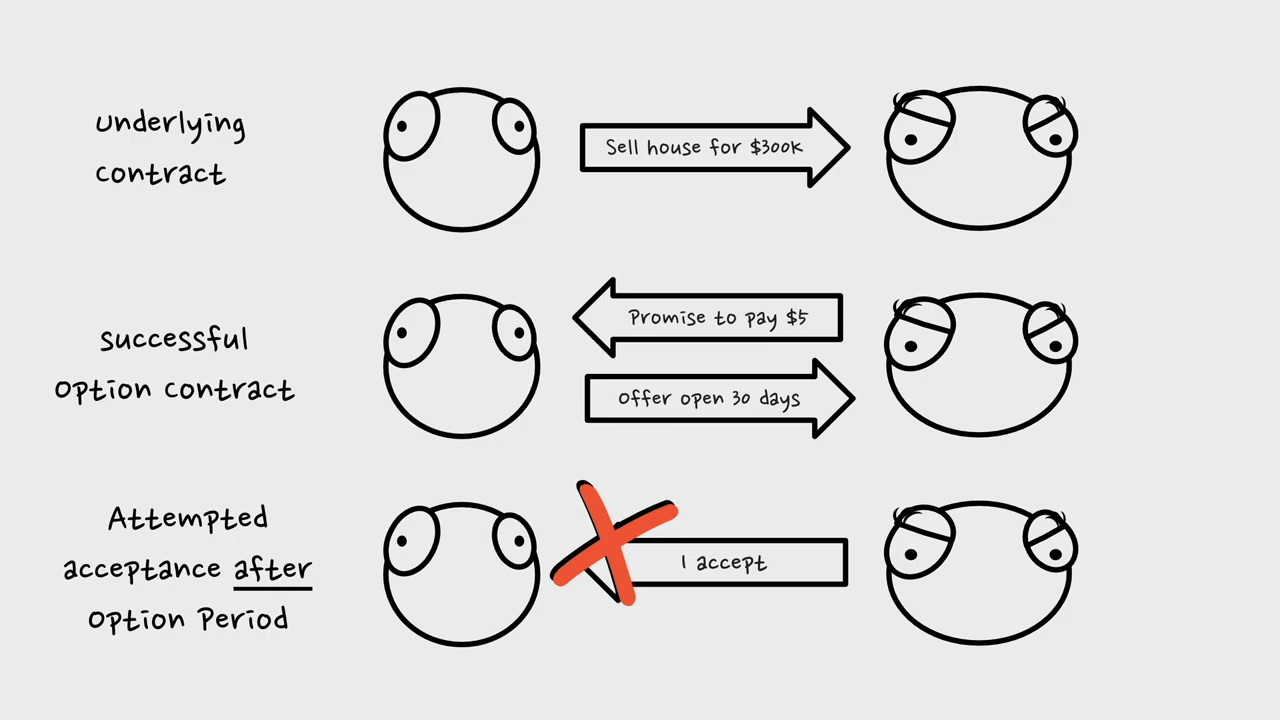 underlying
contract
Sell house for $300k
successful
Option Contract
Promise to pay $5
Offer open 30 days
Attempted
acceptance after
Option Period
I accept